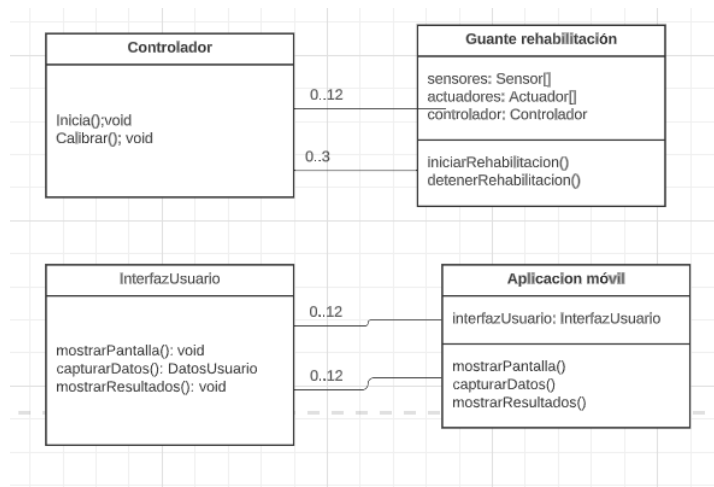 Controlador
Inicia();void
Calibrar(); void
0..12
0..3
Guante rehabilitación
sensores: Sensor[]
actuadores: Actuador[]
controlador: Controlador
iniciarRehabilitacion()
detenerRehabilitacion()
InterfazUsuario
mostrarPantalla(): void
capturarDatos(): DatosUsuario
mostrarResultados(): void
0..12
0..12
Aplicacion móvil
interfazUsuario: InterfazUsuario
mostrarPantalla()
capturarDatos()
mostrarResultados()